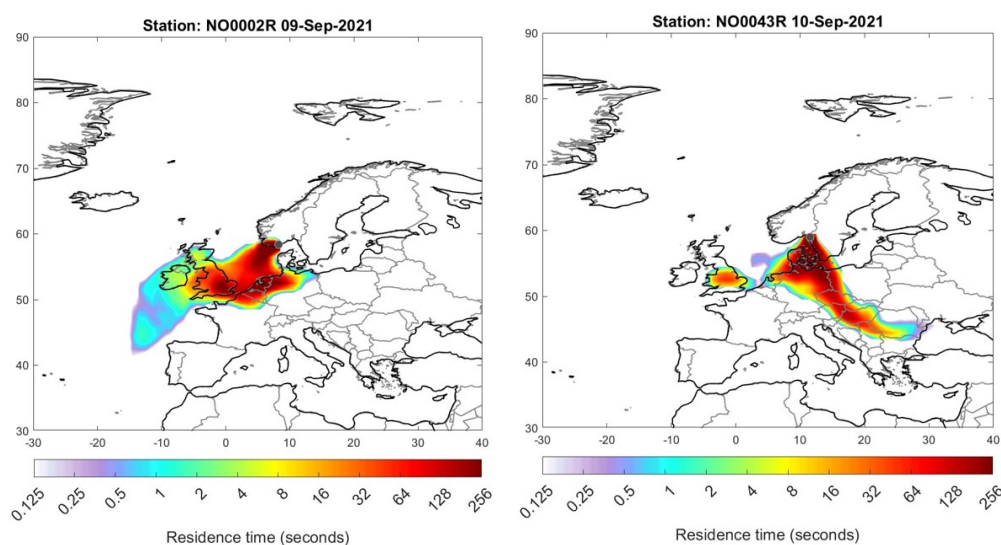 Station: NO0002R 09-Sep-2021
90
80
70
60
50
40
30
-30 -20 -10 0 10 20 30 40
0.125 0.25 0.5 1 2 4 8 16 32 64 128 256
Residence time (seconds)
Station: NO0043R 10-Sep-2021
90
80
70
60
50
40
30
-30 -20 -10 0 10 20 30 40
0.125 0.25 0.5 1 2 4 8 16 32 64 128 256
Residence time (seconds)